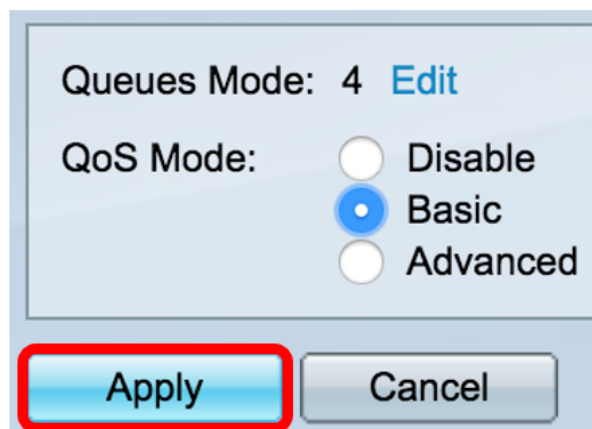 Queues Mode: 4 Edit
QoS Mode: Disable
Basic
Advanced
Apply Cancel